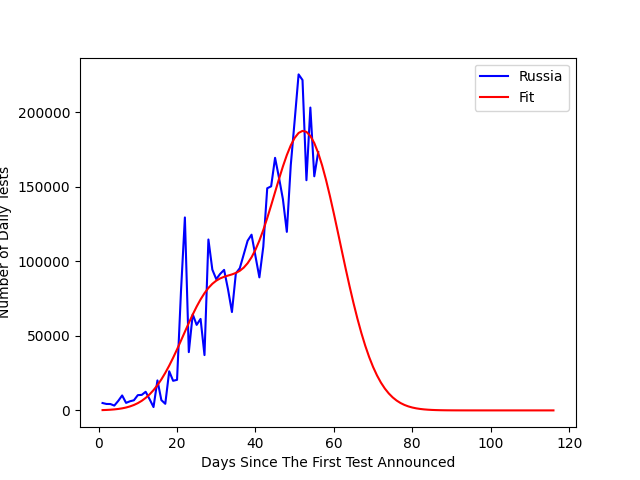 Russia
Fit
200000
150000
100000
50000
0
Number of Daily Tests
0 20 40 60 80 100 120
Days Since The First Test Announced